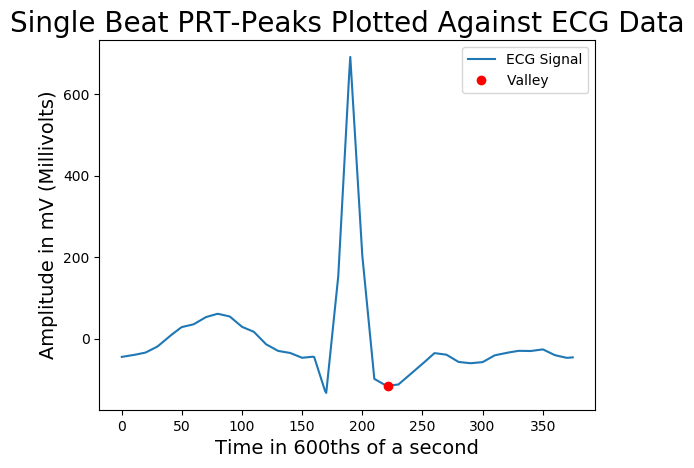 Single Beat PRT-Peaks Plotted Against ECG Data
ECG Signal
Valley
Amplitude in mV (Millivolts)
600
400
200
0
0 50 100 150 200 250 300 350
Time in 600ths of a second